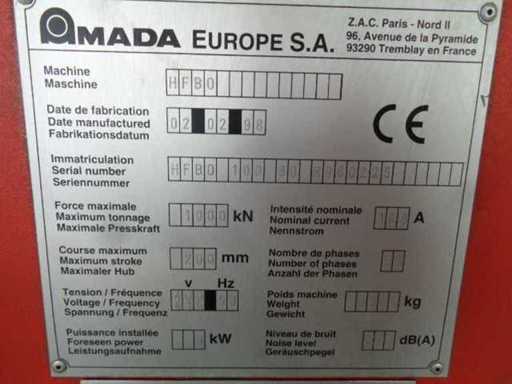 AMADA EUROPE S.A.
Z.A.C. Paris - Nord II
96, Avenue de la Pyramide
93290 Tremblay en France
Machine
Maschine
HFBO
Date de fabrication
Date manufactured
Fabrikationsdatum
02 02 98
CE
Immatriculation
Serial number
Seriennummer
HFBO 100 30
Force maximale
Maximum tonnage
Maximale Presskraft
1000 kN
Intensité nominale
Nominal current
Nennstrom
A
Course maximum
Maximum stroke
Maximaler Hub
200 mm
Nombre de phases
Number of phases
Anzahl der Phasen
V Hz
Tension / Fréquence
Voltage / Frequency
Spannung / Frequenz
Poids machine
Weight
Gewicht
kg
Puissance installée
Foreseen power
Leistungsaufnahme
kW
Niveau de bruit
Noise level
Geräuschpegel
dB(A)